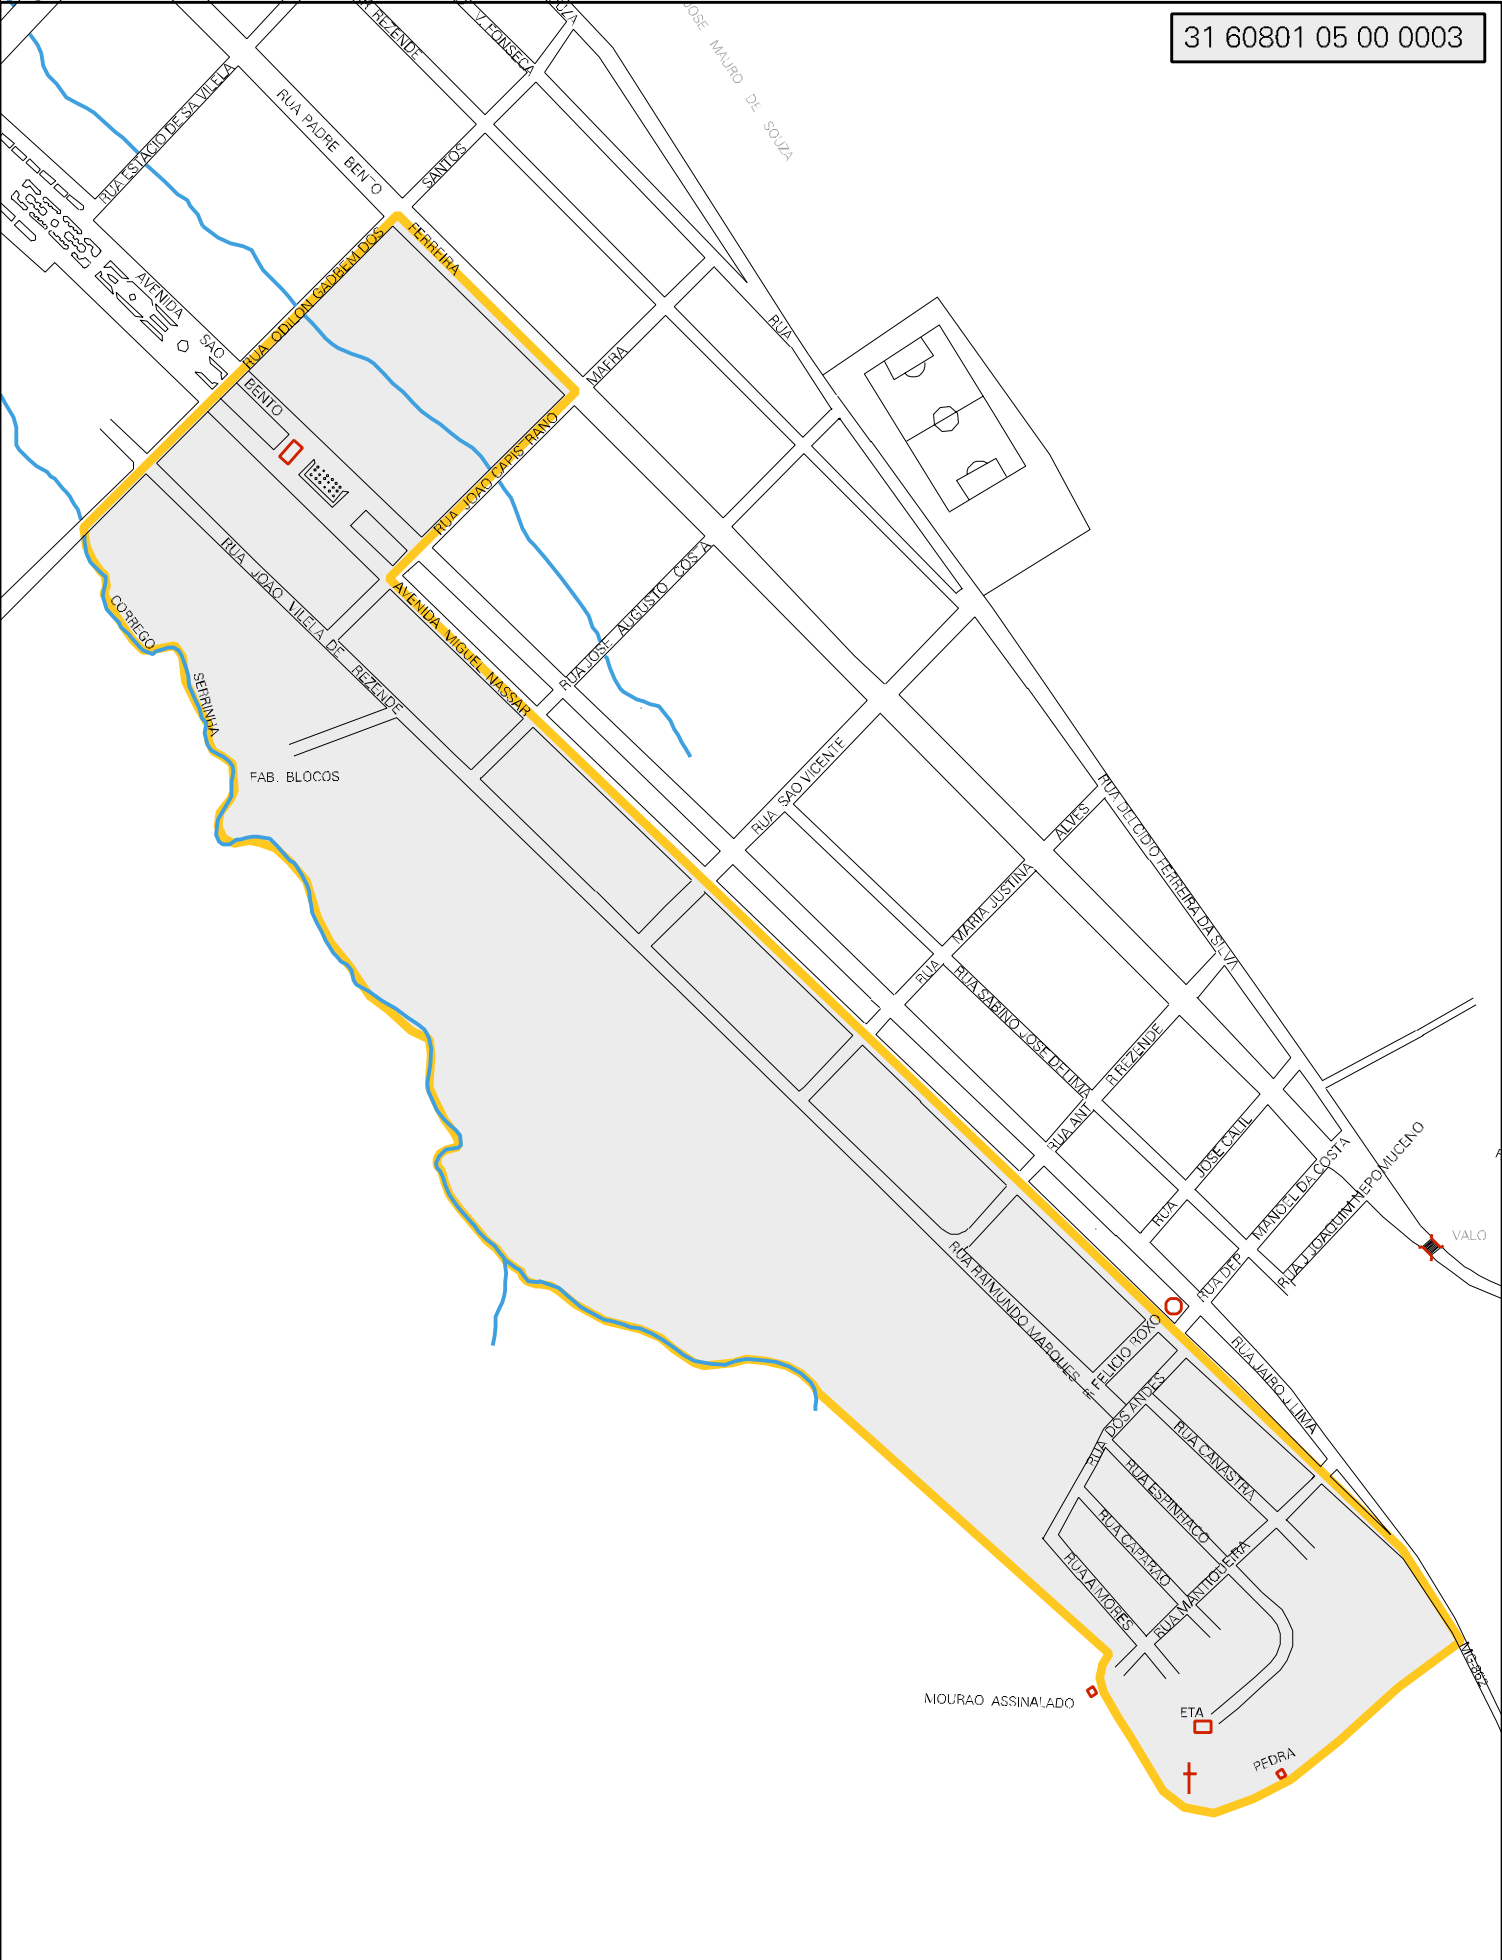 31 60801 05 00 0003
R REZENDE
V. FONSECA
UZA
JOSE MAURO DE SOUZA
RUA ESTACIO DE SA VILELA
RUA PADRE BENTO
SANTOS
FERREIRA
RUA ODILON GADBEM DOS
AVENIDA SAO BENTO
RUA
MAFRA
RUA JOAO CAPISTRANO
RUA JOAO VILELA DE REZENDE
AVENIDA MIGUEL NASSAR
RUA JOSE AUGUSTO COSTA
CORREGO
SERRINHA
FAB. BLOCOS
RUA SAO VICENTE
ALVES
RUA DELCIDIO FERREIRA DA SILVA
MARIA JUSTINA
RUA
RUA SABINO JOSE DE LIMA
R REZENDE
RUA ANT
JOSE CALIL
RUA
MANOEL DA COSTA
RUA DEP
RUA J JOAQUIM NEPOMUCENO
VALO
RUA RAIMUNDO MARQUES
FELICIO ROXO
RUA JAIRO J LIMA
RUA DOS ANDES
RUA CANASTRA
RUA ESPINHACO
RUA CAPARAO
RUA AIMORES
RUA MANTIQUEIRA
MG-862
MOURAO ASSINALADO
ETA
PEDRA